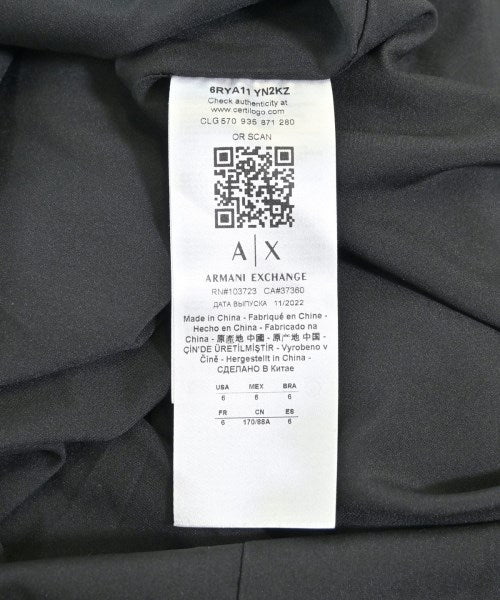 6RYA11 YN2KZ
Check authenticity at
www.certilogo.com
CLG 570 935 871 280
OR SCAN
A|X
ARMANI EXCHANGE
RN#103723 CA#37360
ДАТА ВЫПУСКА 11/2022
Made in China - Fabriqué en Chine -
Hecho en China - Fabricado na
China - 原產地 中國 - 原产地 中国 -
ÇİN'DE ÜRETİLMİŞTİR - Vyrobeno v
Číně - Hergestellt in China -
СДЕЛАНО В Китае
USA MEX BRA
6 6 6
FR CN ES
6 170/88A 6